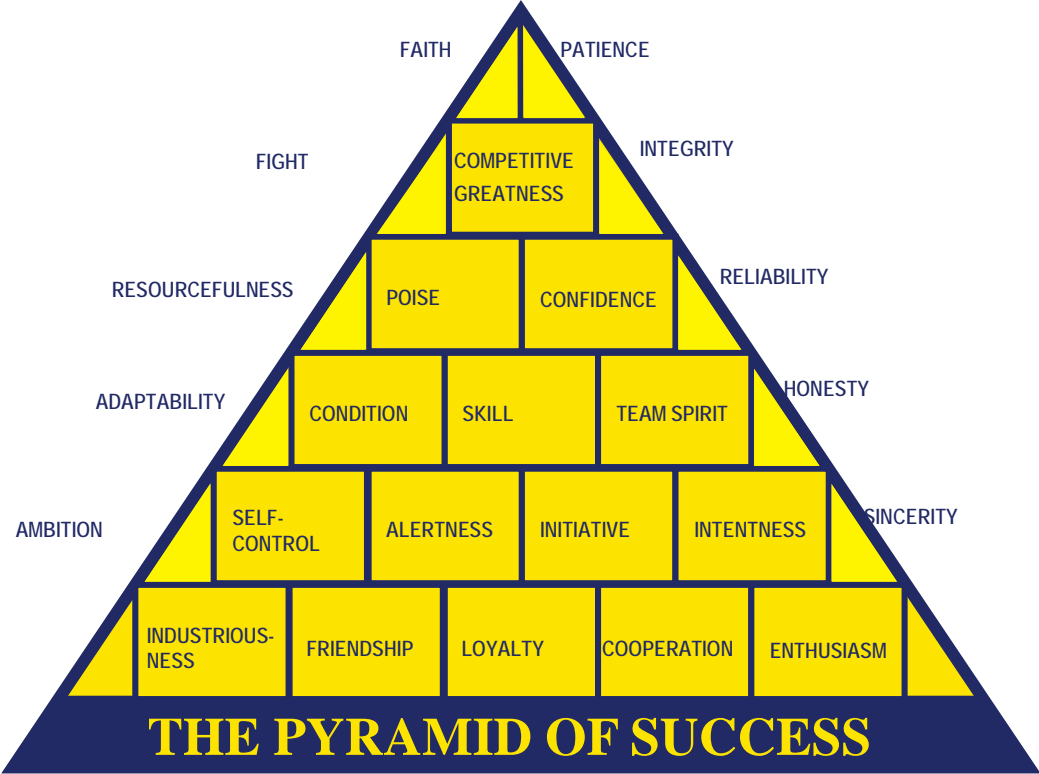 FAITH
PATIENCE
FIGHT
COMPETITIVE
GREATNESS
INTEGRITY
RESOURCEFULNESS
POISE
CONFIDENCE
RELIABILITY
ADAPTABILITY
CONDITION
SKILL
TEAM SPIRIT
HONESTY
AMBITION
SELF-
CONTROL
ALERTNESS
INITIATIVE
INTENTNESS
SINCERITY
INDUSTRIOUS-
NESS
FRIENDSHIP
LOYALTY
COOPERATION
ENTHUSIASM
THE PYRAMID OF SUCCESS